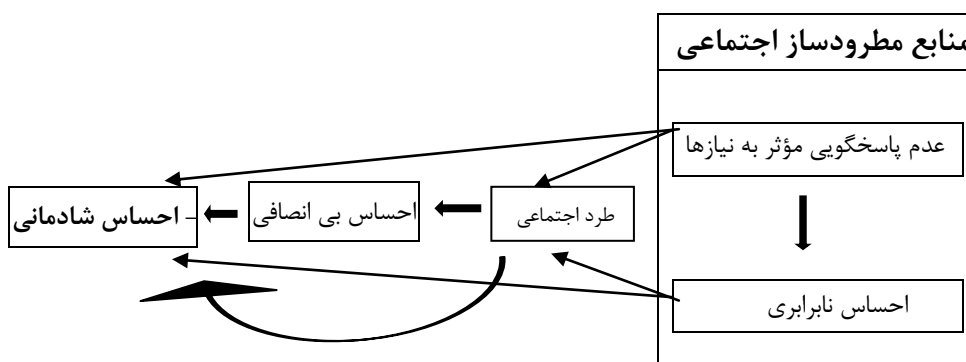 منابع مطرودساز اجتماعی
عدم پاسخگویی مؤثر به نیازها
طرد اجتماعی
احساس بی انصافی
احساس شادمانی –
احساس نابرابری